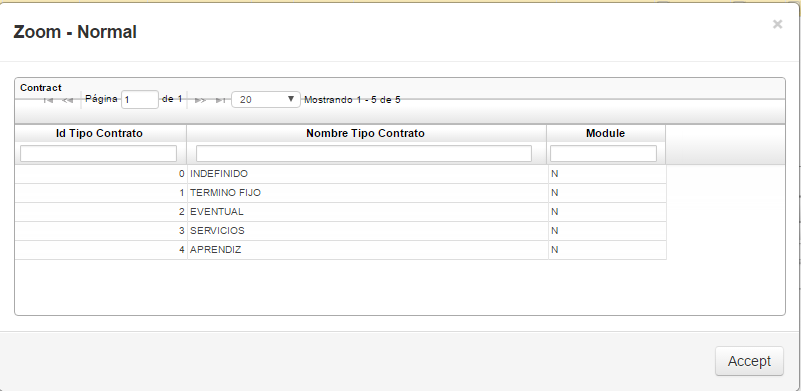 Zoom - Normal
×
Contract
Página 1 de 1 20 Mostrando 1 - 5 de 5
Id Tipo Contrato Nombre Tipo Contrato Module
0 INDEFINIDO N
1 TERMINO FIJO N
2 EVENTUAL N
3 SERVICIOS N
4 APRENDIZ N
Accept